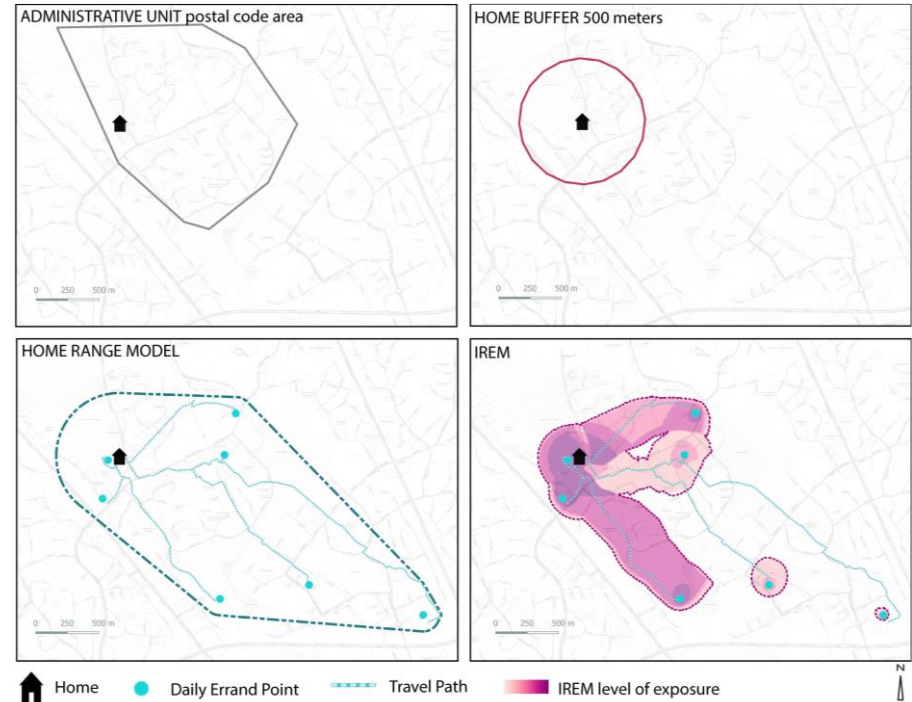 ADMINISTRATIVE UNIT postal code area
HOME BUFFER 500 meters
0 250 500 m
0 250 500 m
HOME RANGE MODEL
IREM
0 250 500 m
0 250 500 m
Home
Daily Errand Point
Travel Path
IREM level of exposure
N